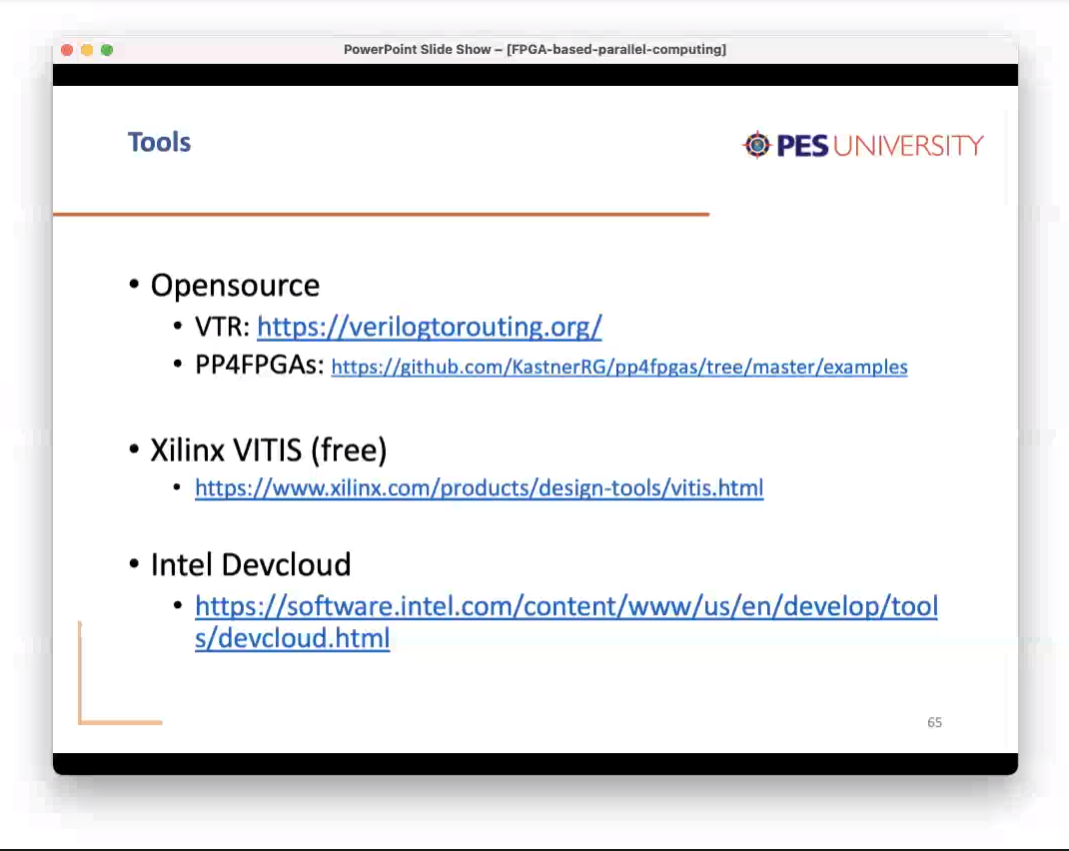 PowerPoint Slide Show – [FPGA-based-parallel-computing]
Tools
PES UNIVERSITY
• Opensource
• VTR: https://verilogtorouting.org/
• PP4FPGAs: https://github.com/KastnerRG/pp4fpgas/tree/master/examples
• Xilinx VITIS (free)
• https://www.xilinx.com/products/design-tools/vitis.html
• Intel Devcloud
• https://software.intel.com/content/www/us/en/develop/tool
s/devcloud.html
65